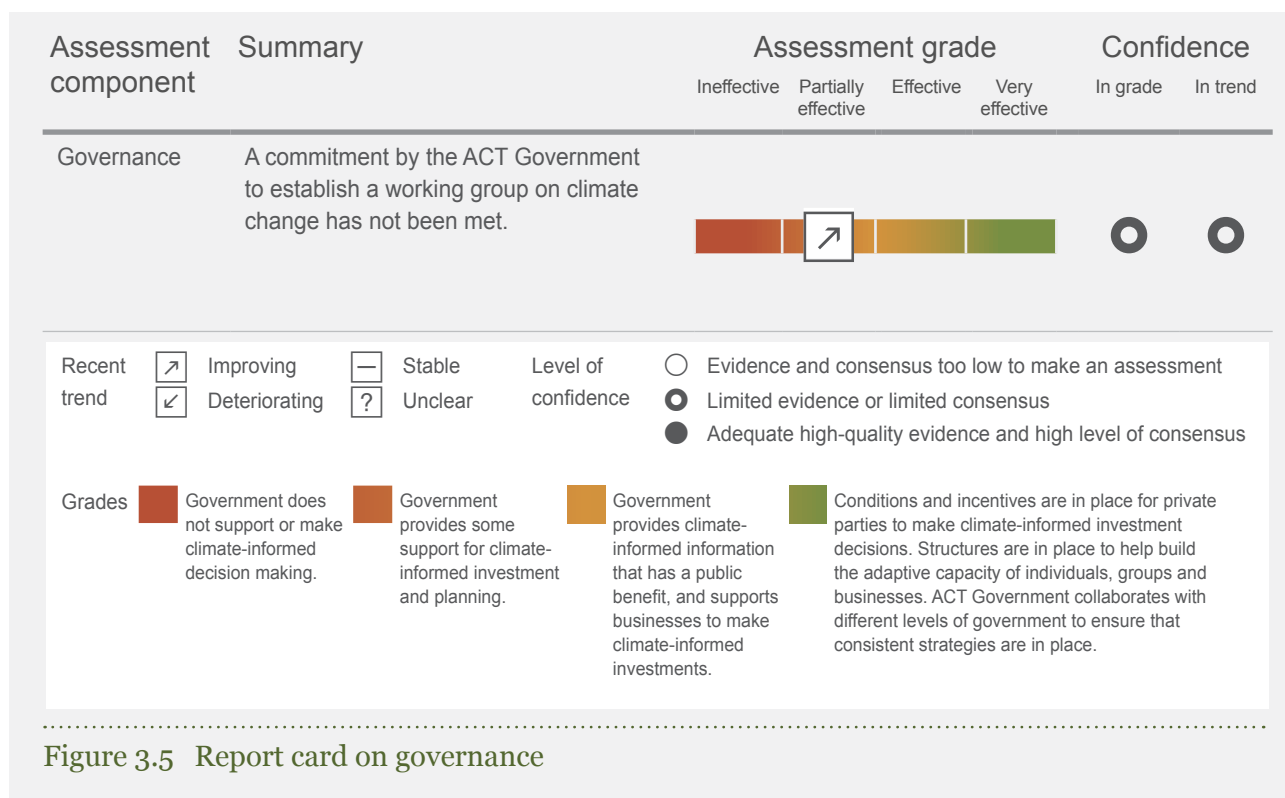 Assessment component
Summary
Assessment grade
Confidence
Ineffective
Partially effective
Effective
Very effective
In grade
In trend
Governance
A commitment by the ACT Government
to establish a working group on climate
change has not been met.
Recent trend
Improving
Deteriorating
Stable
? Unclear
Level of confidence
Evidence and consensus too low to make an assessment
Limited evidence or limited consensus
Adequate high-quality evidence and high level of consensus
Grades
Government does
not support or make
climate-informed
decision making.
Government
provides some
support for climate-
informed investment
and planning.
Government
provides climate-
informed information
that has a public
benefit, and supports
businesses to make
climate-informed
investments.
Conditions and incentives are in place for private
parties to make climate-informed investment
decisions. Structures are in place to help build
the adaptive capacity of individuals, groups and
businesses. ACT Government collaborates with
different levels of government to ensure that
consistent strategies are in place.
Figure 3.5 Report card on governance